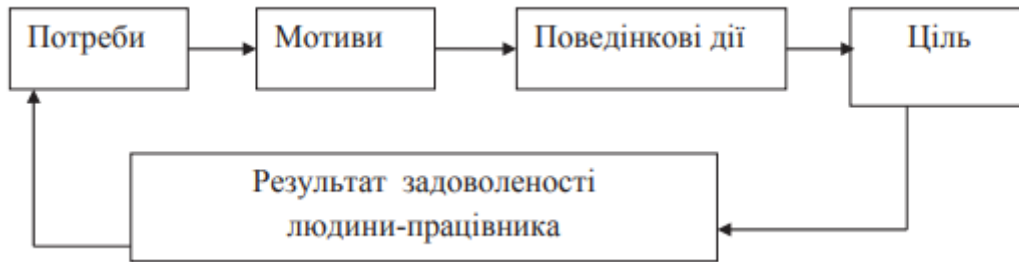 Потреби
Мотиви
Поведінкові дії
Ціль
Результат задоволеності
людини-працівника